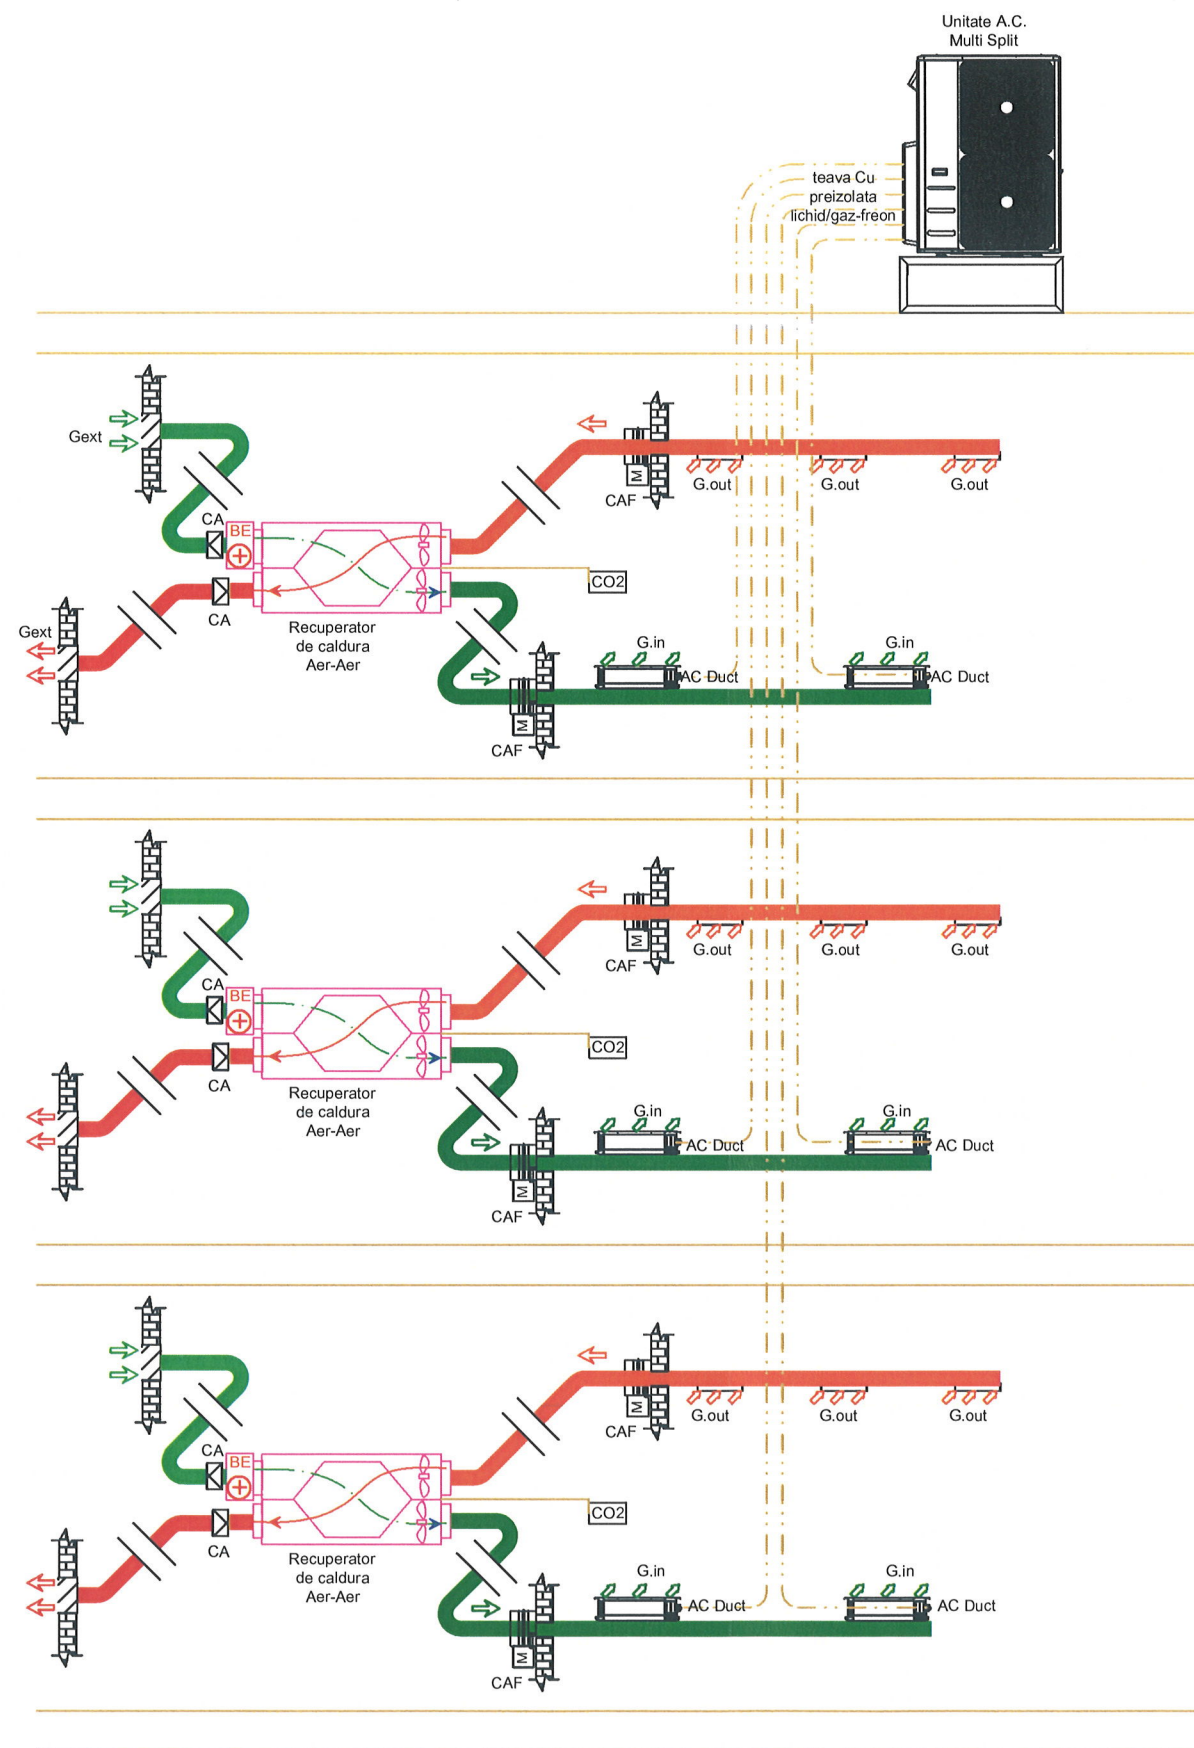 Unitate A.C.
Multi Split
teava Cu
preizolata
lichid/gaz-freon
Gext
CA
BE
CAF
M
G.out
G.out
G.out
CO2
Gext
CA
Recuperator
de caldura
Aer-Aer
G.in
AC Duct
G.in
AC Duct
M
CAF
CA
BE
CAF
M
G.out
G.out
G.out
CO2
CA
Recuperator
de caldura
Aer-Aer
G.in
AC Duct
G.in
AC Duct
M
CAF
CA
BE
CAF
M
G.out
G.out
G.out
CO2
CA
Recuperator
de caldura
Aer-Aer
G.in
AC Duct
G.in
AC Duct
M
CAF